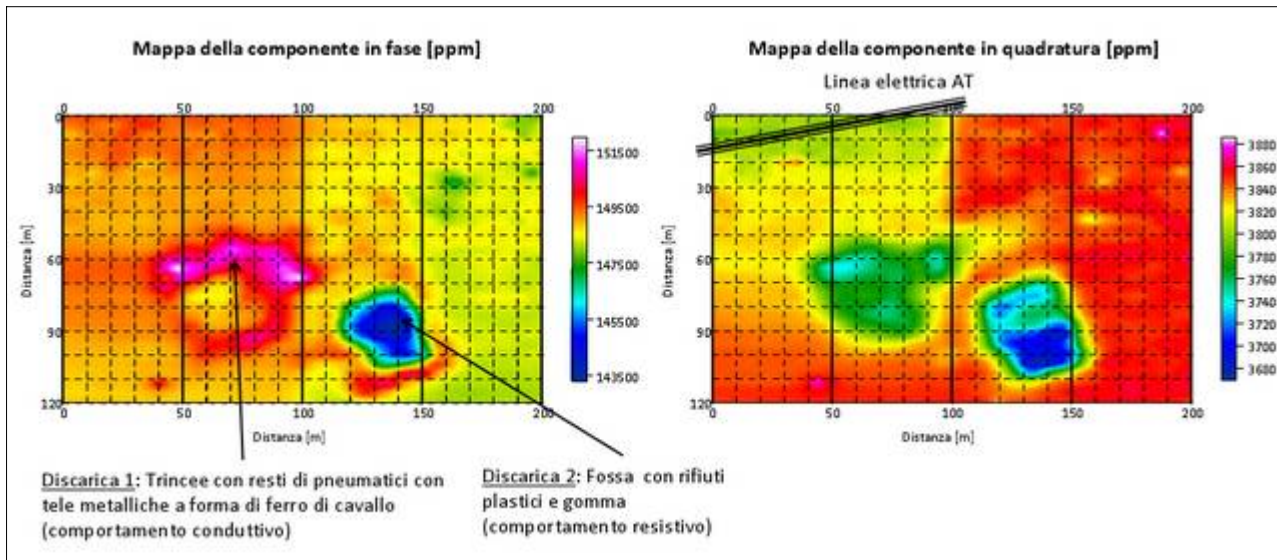 Mappa della componente in fase [ppm]
0 50 100 150 200
0
30
60
90
120
0 50 100 150 200
Distanza [m]
Distanza [m]
151500
149500
147500
145500
143500
Mappa della componente in quadratura [ppm]
Linea elettrica AT
0 50 100 150 200
0
30
60
90
120
0 50 100 150 200
Distanza [m]
Distanza [m]
3880
3860
3840
3820
3800
3780
3760
3740
3720
3700
3680
Discarica 1: Trincee con resti di pneumatici con
tele metalliche a forma di ferro di cavallo
(comportamento conduttivo)
Discarica 2: Fossa con rifiuti
plastici e gomma
(comportamento resistivo)